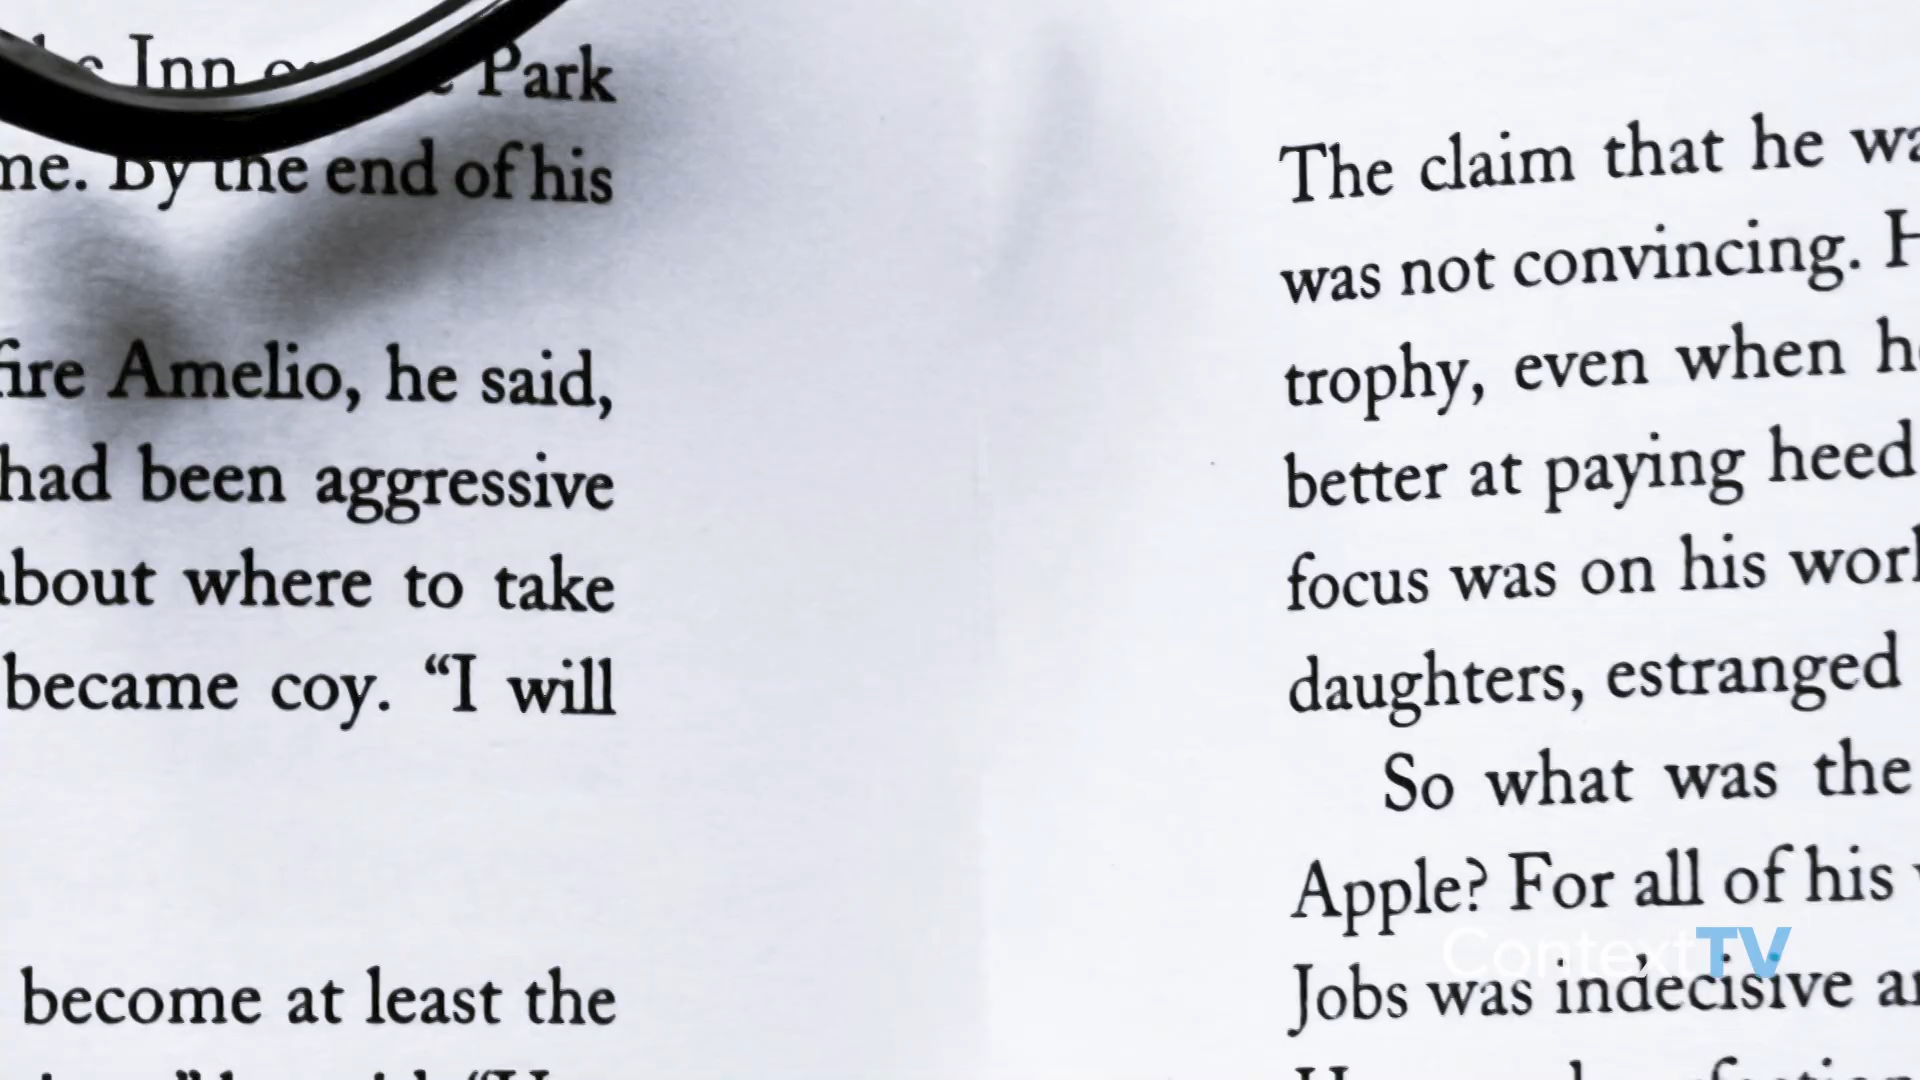 Inn
Park
me. By the end of his
fire Amelio, he said,
had been aggressive
about where to take
became coy. “I will
become at least the
The claim that he
was not convincing.
trophy, even when
better at paying heed
focus was on his
daughters, estranged
So what was the
Apple? For all of his
Jobs was indecisive
ContextTV